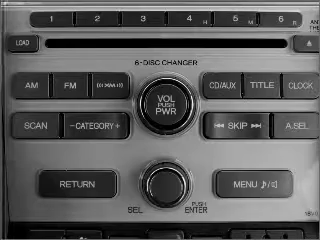 1 2 3 4 H 5 M 6 R
LOAD
6-DISC CHANGER
AM FM XM CD/AUX TITLE CLOCK
VOL
PUSH
PWR
SCAN -CATEGORY+ SKIP A.SEL
RETURN MENU
SEL PUSH
ENTER